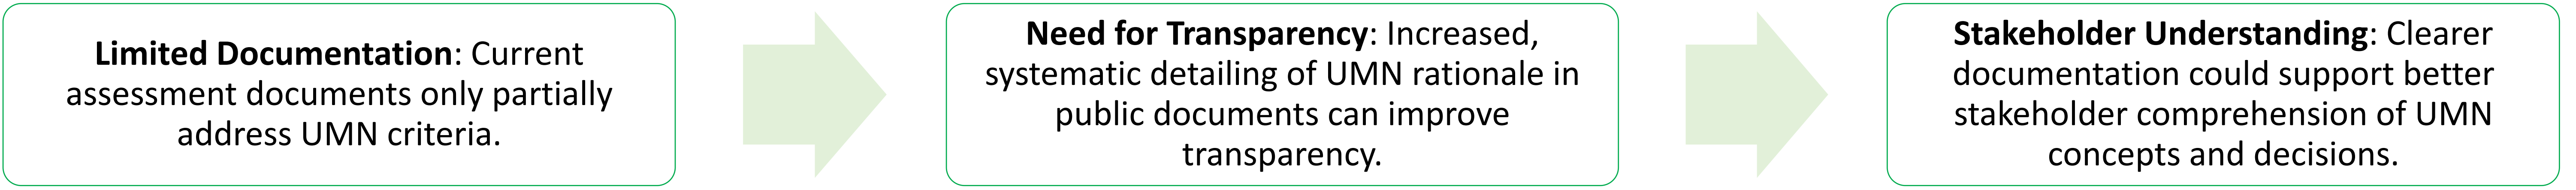 Limited Documentation: Current
assessment documents only partially
address UMN criteria.
Need for Transparency: Increased,
systematic detailing of UMN rationale in
public documents can improve
transparency.
Stakeholder Understanding: Clearer
documentation could support better
stakeholder comprehension of UMN
concepts and decisions.